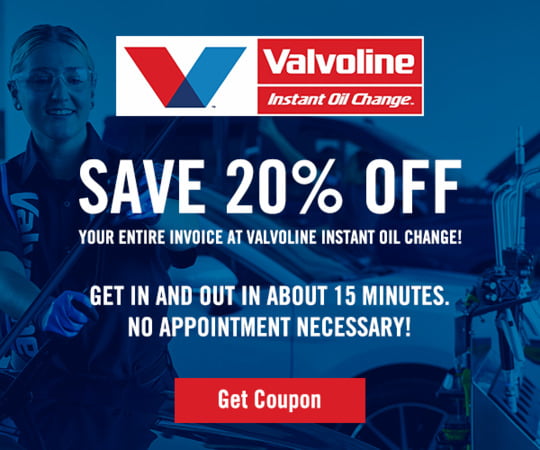 Valvoline
Instant Oil Change.
SAVE 20% OFF
YOUR ENTIRE INVOICE AT VALVOLINE INSTANT OIL CHANGE!
GET IN AND OUT IN ABOUT 15 MINUTES.
NO APPOINTMENT NECESSARY!
Get Coupon